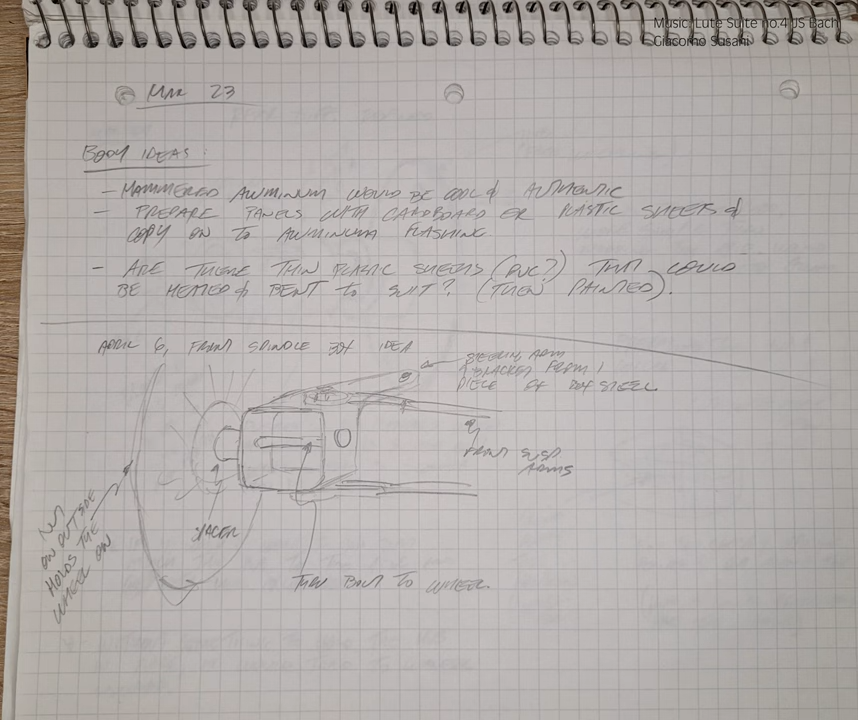 Music: Lute Suite no.4 JS Bach
Giacomo Susani
MAR 23
BODY IDEAS:
- HAMMERED ALUMINUM WOULD BE COOL & AUTHENTIC
- PREPARE PANELS WITH CARDBOARD OR PLASTIC SHEETS &
COPY ON TO ALUMINUM FLASHING
- ARE THERE THIN PLASTIC SHEETS (PVC?) THAT COULD
BE HEATED & BENT TO SUIT? (THEN PAINTED).
APRIL 6, FRONT SPINDLE BOX IDEA
STEERING ARM
& BRACKET FROM 1
PIECE OF BOX STEEL
FRONT SUSP
ARMS
NUT
ON OUTSIDE
HOLDS THE
WHEEL ON
SPACER
THRU BOLT TO WHEEL